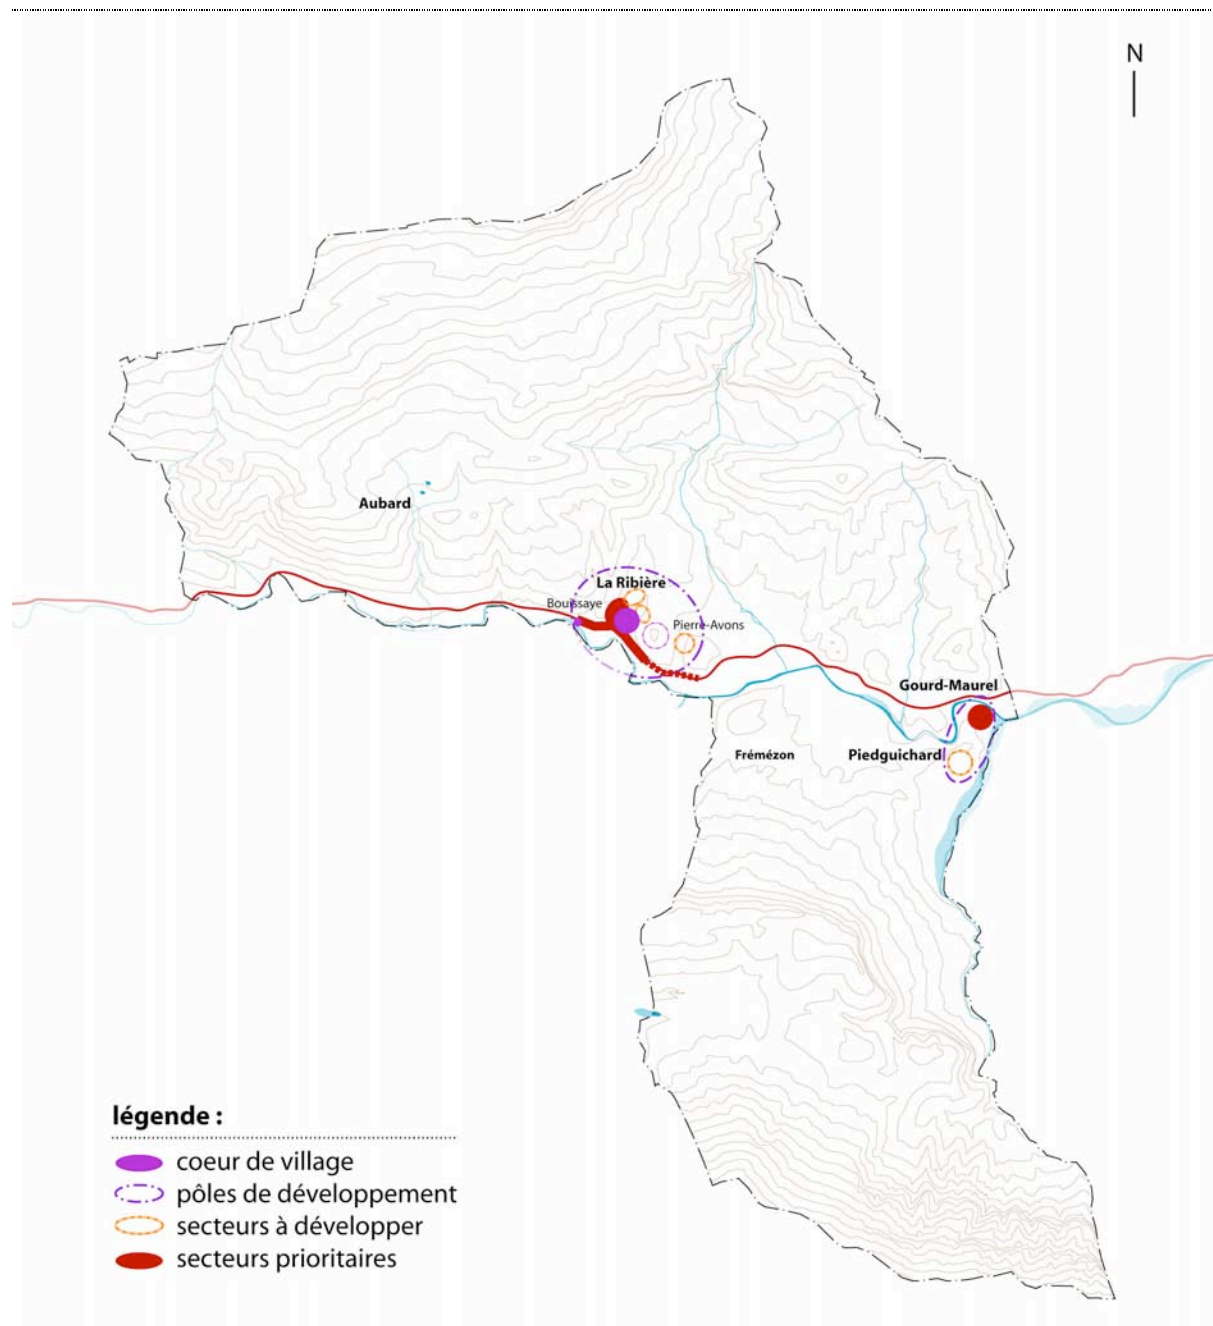 N
Aubard
La Ribière
Bouissaye
Pierre-Avons
Gourd-Maurel
Frémézon
Piedguichard
légende :
coeur de village
pôles de développement
secteurs à développer
secteurs prioritaires